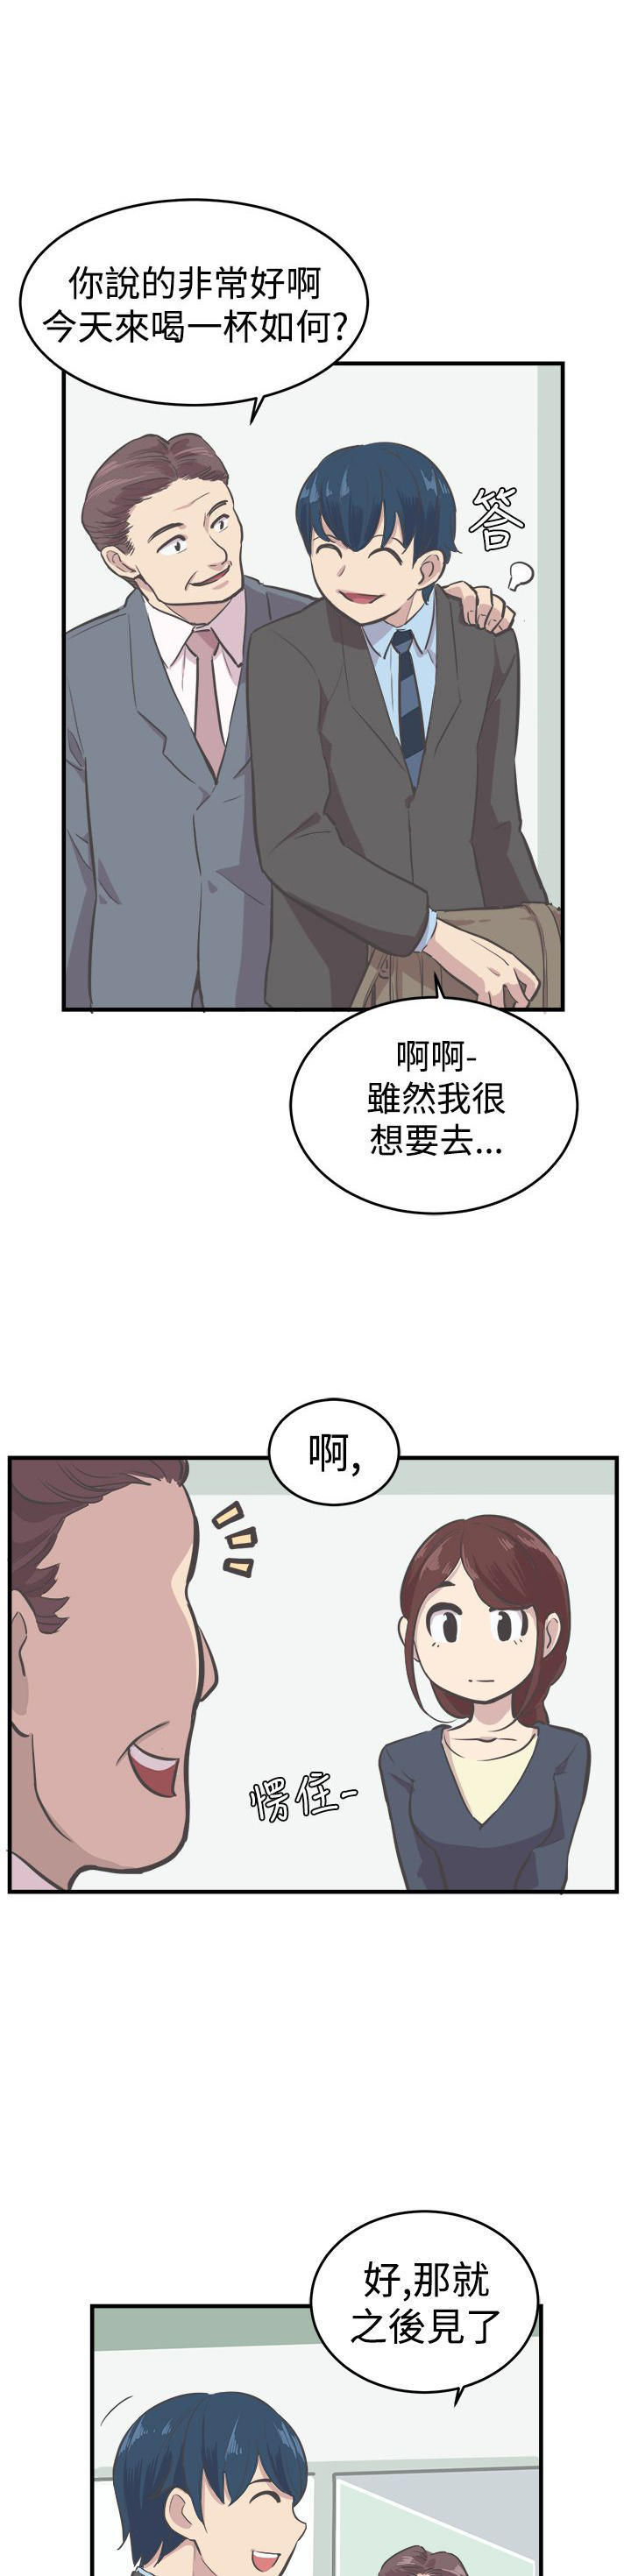 你說的非常好啊
今天來喝一杯如何?
答
啊啊-
雖然我很
想要去...
啊,
愣住-
好,那就
之後見了